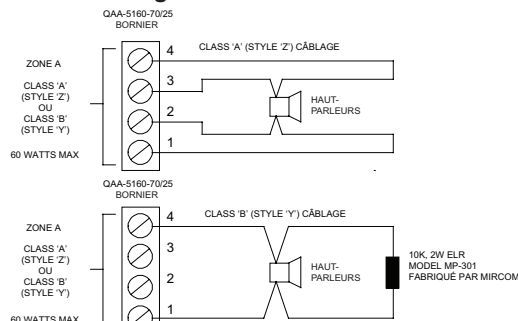 QAA-5160-70/25
BORNIER
4
CLASS 'A' (STYLE 'Z') CÂBLAGE
ZONE A
3
CLASS 'A'
(STYLE 'Z')
OU
CLASS 'B'
(STYLE 'Y')
HAUT-
PARLEURS
2
1
60 WATTS MAX
QAA-5160-70/25
BORNIER
4
CLASS 'B' (STYLE 'Y') CÂBLAGE
ZONE A
3
CLASS 'A'
(STYLE 'Z')
OU
CLASS 'B'
(STYLE 'Y')
HAUT-
PARLEURS
10K, 2W ELR
MODEL MP-301
FABRIQUÉ PAR MIRCOM
2
1
60 WATTS MAX